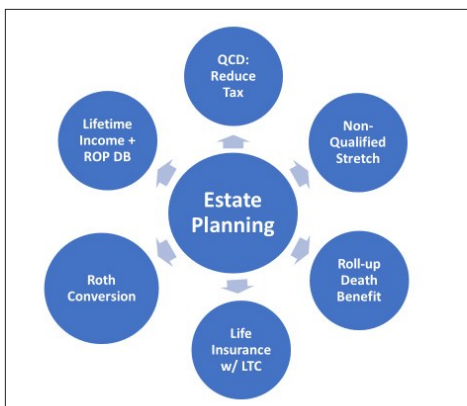 QCD:
Reduce
Tax
Lifetime
Income +
ROP DB
Non-
Qualified
Stretch
Estate
Planning
Roth
Conversion
Roll-up
Death
Benefit
Life
Insurance
w/ LTC